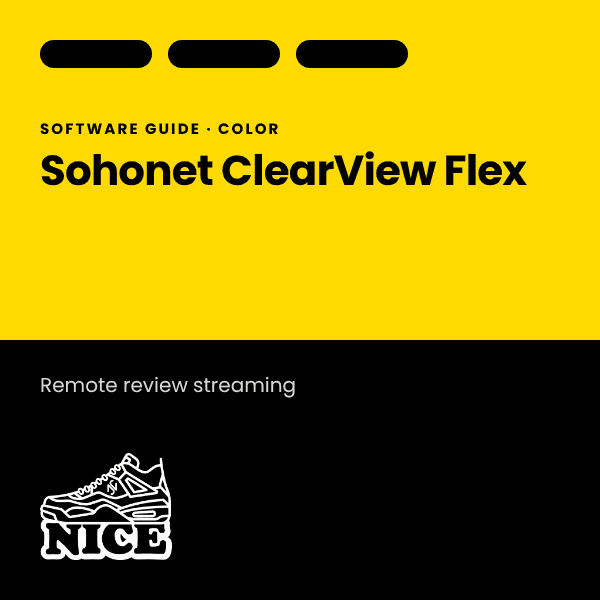 SOFTWARE GUIDE · COLOR
Sohonet ClearView Flex
Remote review streaming
NICE